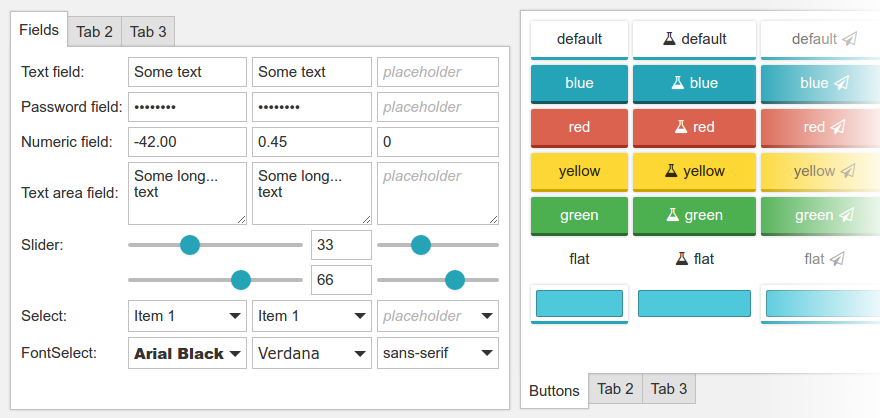 Fields Tab 2 Tab 3
Text field: Some text Some text placeholder
Password field: •••••••• •••••••• placeholder
Numeric field: -42.00 0.45 0
Text area field: Some long... Some long... placeholder
text text
Slider: 33
66
Select: Item 1 Item 1 placeholder
FontSelect: Arial Black Verdana sans-serif
default default default
blue blue blue
red red red
yellow yellow yellow
green green green
flat flat flat
Buttons Tab 2 Tab 3